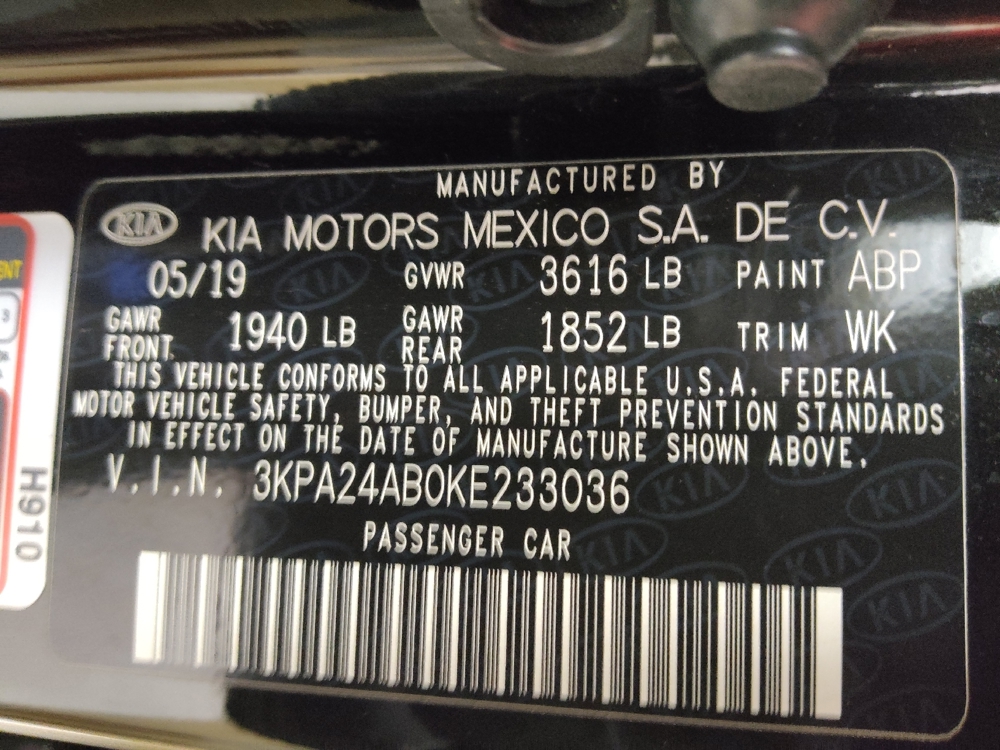 MANUFACTURED BY
KIA KIA MOTORS MEXICO S.A. DE C.V.
05/19 GVWR 3616 LB PAINT ABP
GAWR FRONT 1940 LB GAWR REAR 1852 LB TRIM WK
THIS VEHICLE CONFORMS TO ALL APPLICABLE U.S.A. FEDERAL
MOTOR VEHICLE SAFETY, BUMPER, AND THEFT PREVENTION STANDARDS
IN EFFECT ON THE DATE OF MANUFACTURE SHOWN ABOVE.
V.I.N. 3KPA24AB0KE233036
PASSENGER CAR
H910